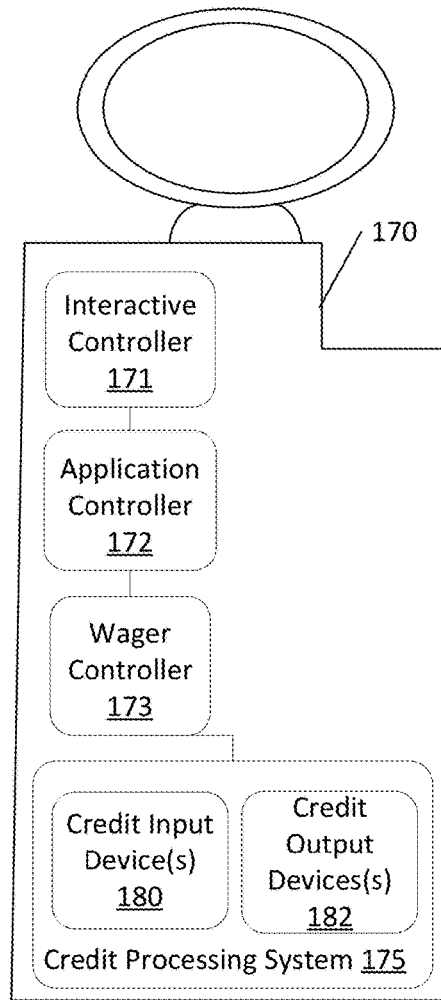 170
Interactive
Controller
171
Application
Controller
172
Wager
Controller
173
Credit Input
Device(s)
180
Credit
Output
Devices(s)
182
Credit Processing System 175